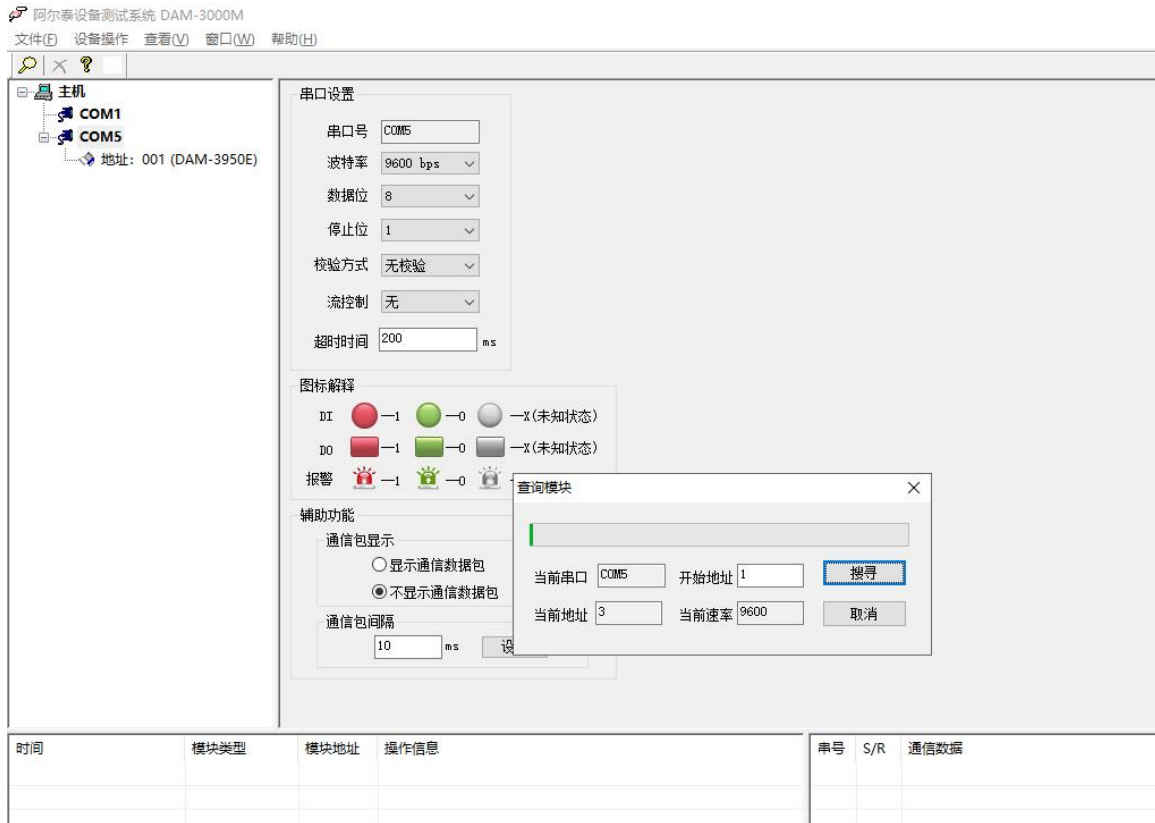 阿尔泰设备测试系统 DAM-3000M
文件(F) 设备操作 查看(V) 窗口(W) 帮助(H)
主机
COM1
COM5
地址：001 (DAM-3950E)
串口设置
串口号 COM5
波特率 9600 bps
数据位 8
停止位 1
校验方式 无校验
流控制 无
超时时间 200 ms
图标解释
DI —1 —0 —X(未知状态)
DO —1 —0 —X(未知状态)
报警 —1 —0
辅助功能
通信包显示
显示通信数据包
不显示通信数据包
通信包间隔
10 ms 设
查询模块
当前串口 COM5 开始地址 1 搜寻
当前地址 3 当前速率 9600 取消
时间 模块类型 模块地址 操作信息 串号 S/R 通信数据